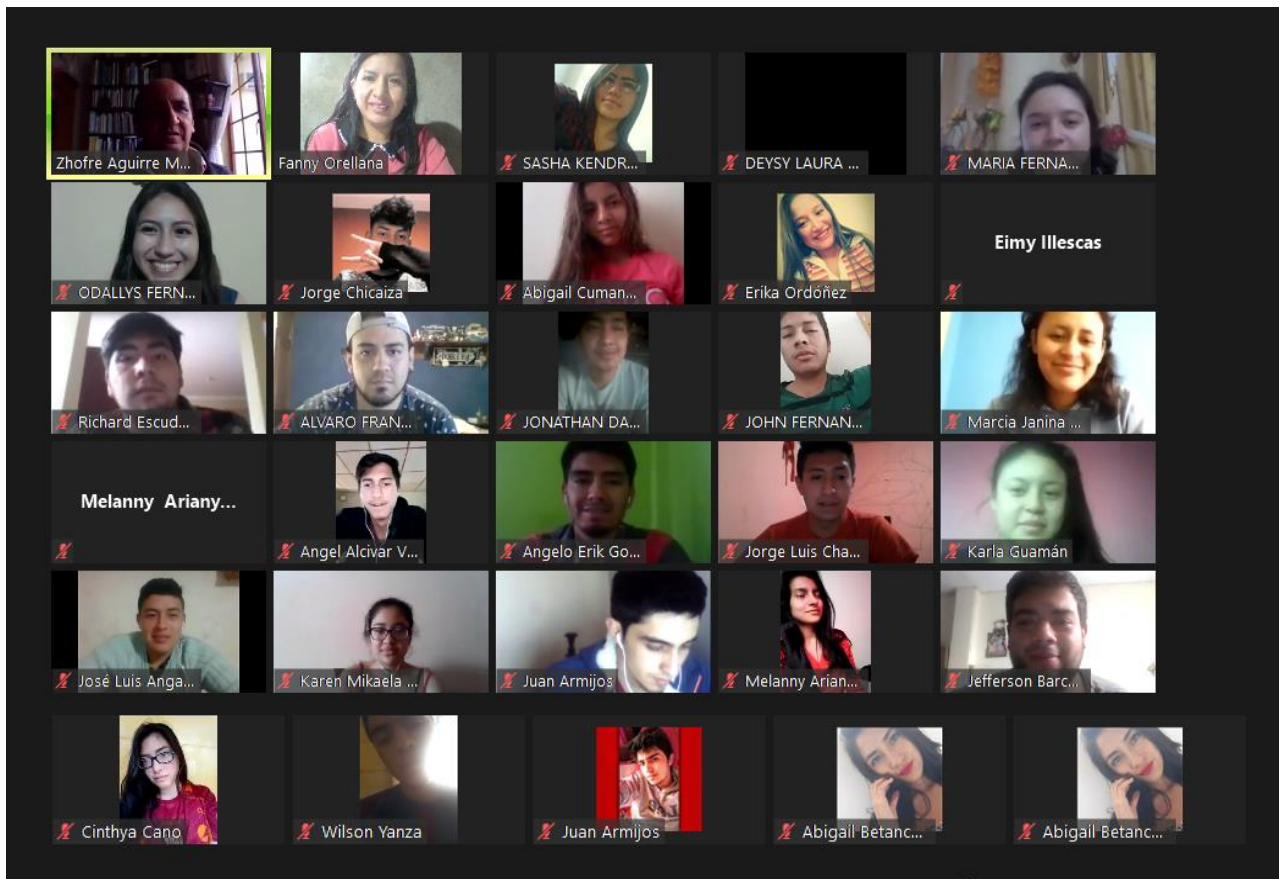 Zhofre Aguirre M...
Fanny Orellana
SASHA KENDR...
DEYSY LAURA ...
MARIA FERNA...
ODALLYS FERN...
Jorge Chicaiza
Abigail Cuman...
Erika Ordóñez
Eimy Illescas
Richard Escud...
ALVARO FRAN...
JONATHAN DA...
JOHN FERNAN...
Marcia Janina ...
Melanny Ariany...
Angel Alcivar V...
Angelo Erik Go...
Jorge Luis Cha...
Karla Guamán
José Luis Anga...
Karen Mikaela ...
Juan Armijos
Melanny Arian...
Jefferson Barc...
Cinthya Cano
Wilson Yanza
Juan Armijos
Abigail Betanc...
Abigail Betanc...